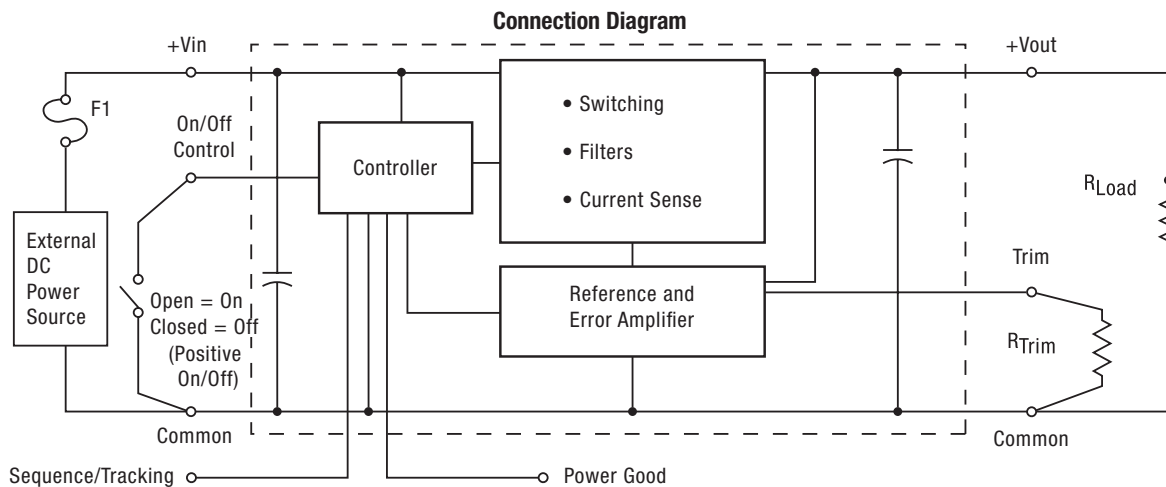 Connection Diagram
+Vin
+Vout
F1
On/Off
Control
Controller
• Switching
• Filters
• Current Sense
RLoad
External
DC
Power
Source
Open = On
Closed = Off
(Positive
On/Off)
Reference and
Error Amplifier
Trim
RTrim
Common
Common
Sequence/Tracking
Power Good